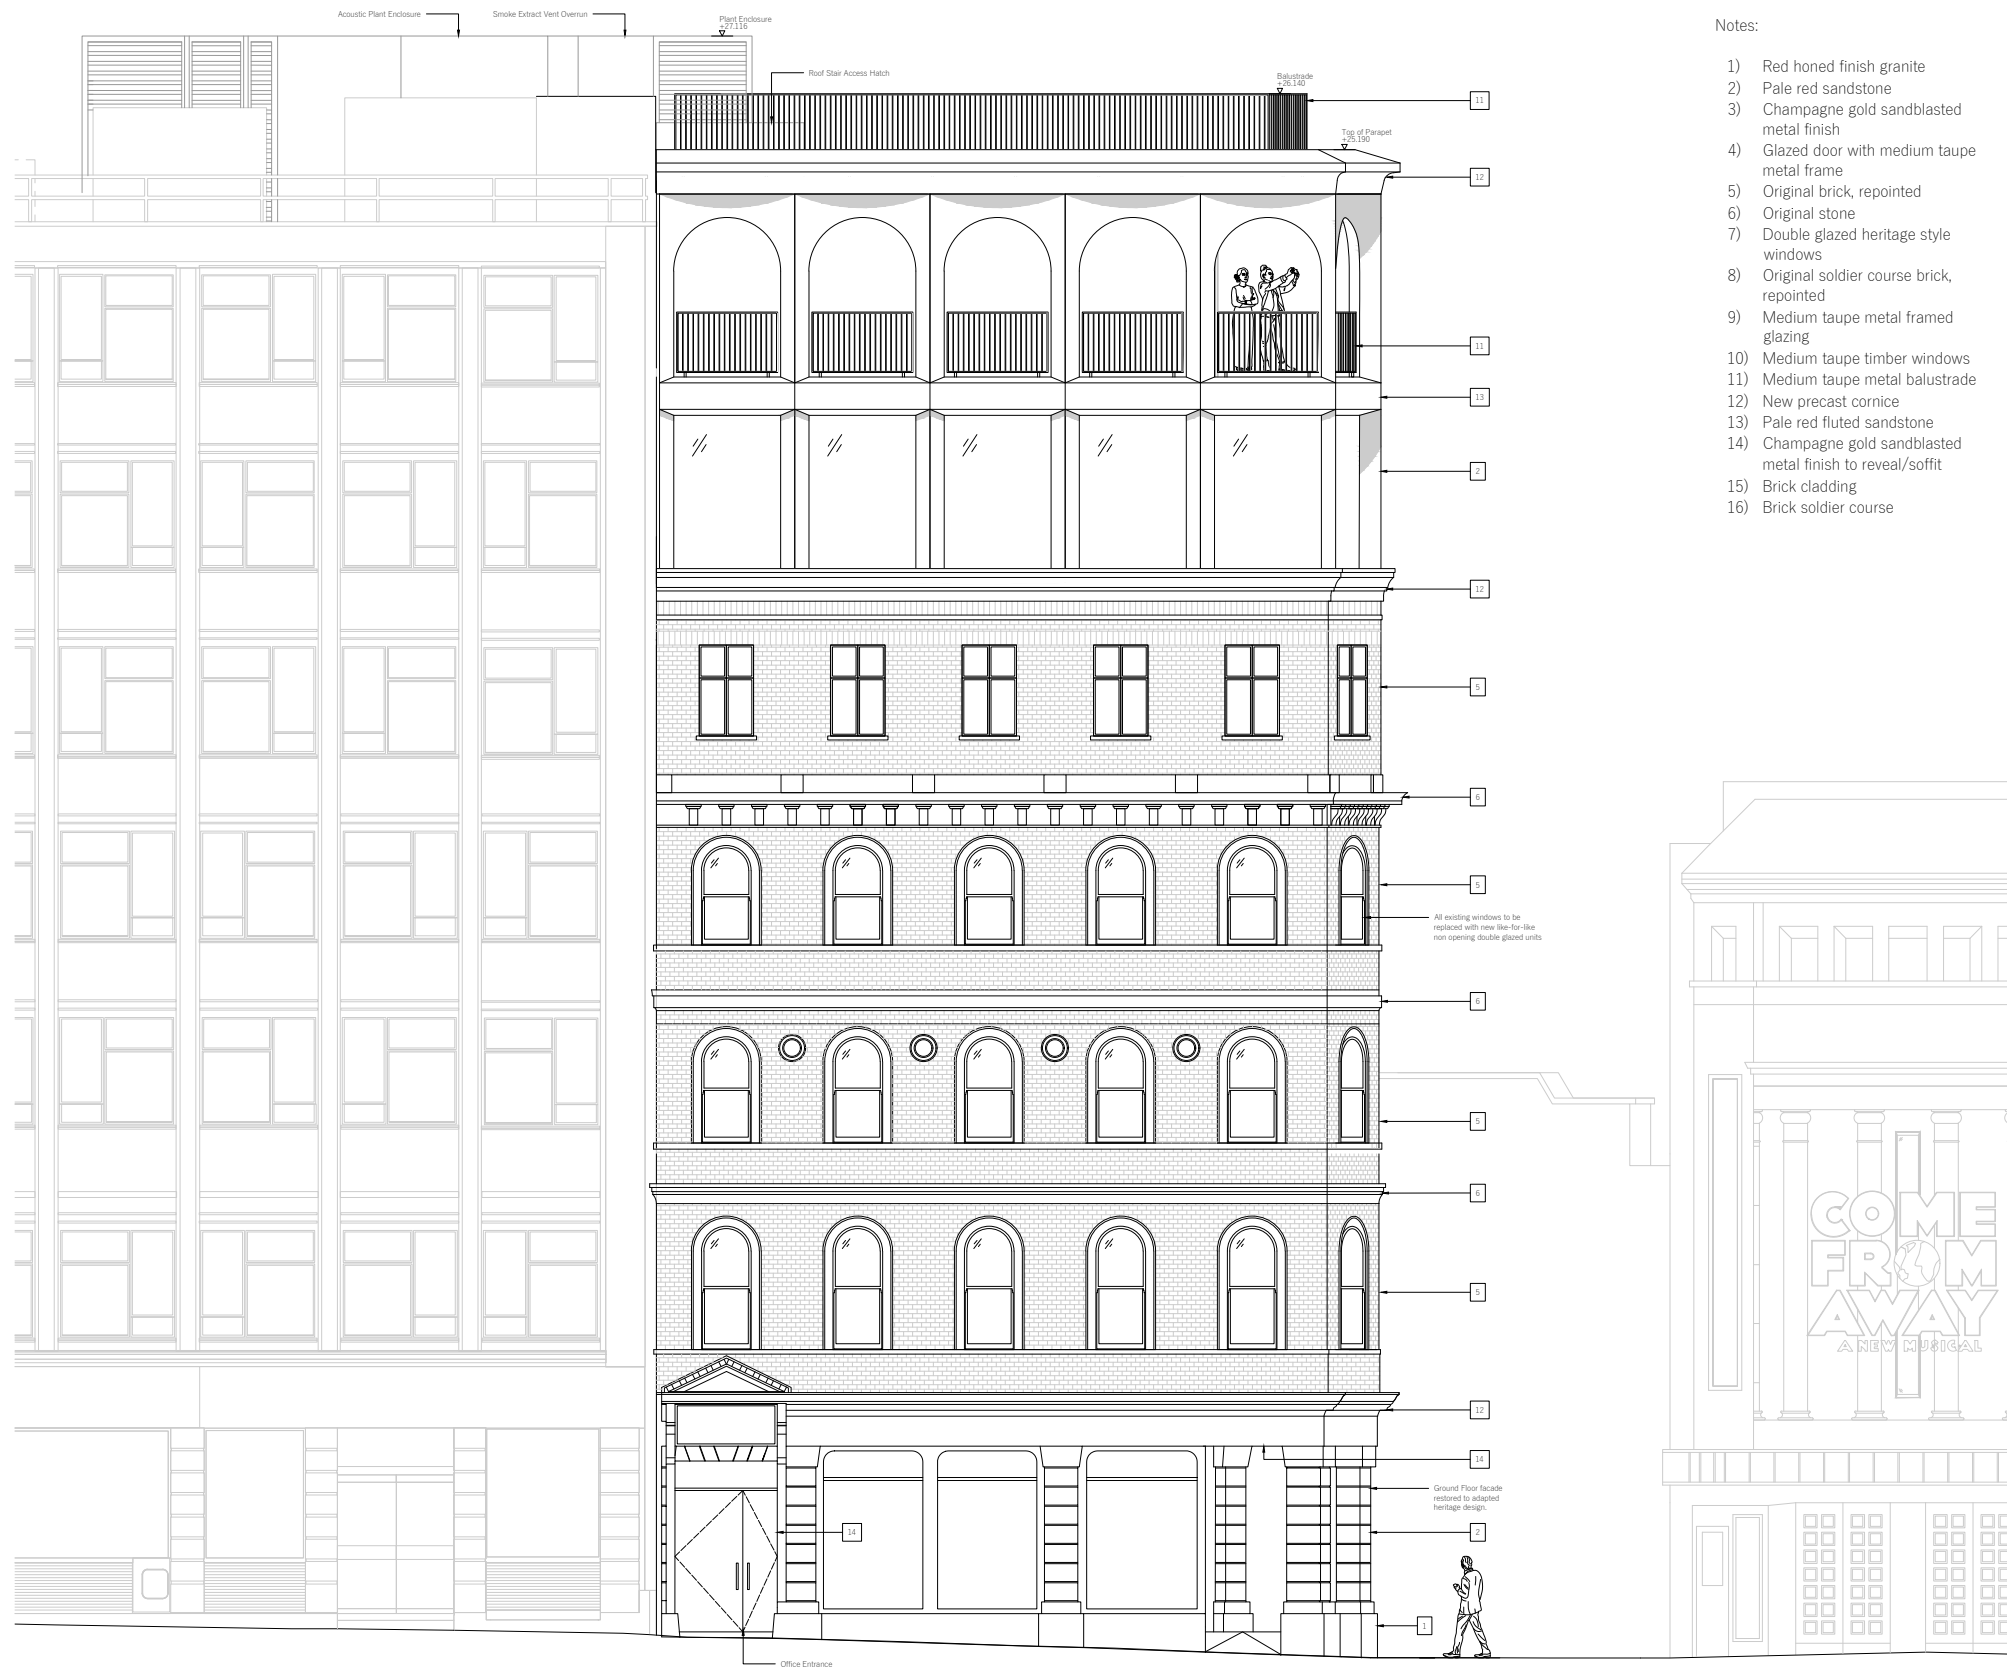 Acoustic Plant Enclosure
Smoke Extract Vent Overrun
Plant Enclosure
+27.116
Roof Stair Access Hatch
Balustrade
+26.140
11
Top of Parapet
+25.190
12
11
13
2
12
5
6
5
All existing windows to be
replaced with new like-for-like
non opening double glazed units
6
5
6
5
12
14
Ground Floor facade
restored to adapted
heritage design.
14
2
1
Office Entrance
Notes:
1) Red honed finish granite
2) Pale red sandstone
3) Champagne gold sandblasted
metal finish
4) Glazed door with medium taupe
metal frame
5) Original brick, repointed
6) Original stone
7) Double glazed heritage style
windows
8) Original soldier course brick,
repointed
9) Medium taupe metal framed
glazing
10) Medium taupe timber windows
11) Medium taupe metal balustrade
12) New precast cornice
13) Pale red fluted sandstone
14) Champagne gold sandblasted
metal finish to reveal/soffit
15) Brick cladding
16) Brick soldier course
COME
FROM
AWAY
A NEW MUSICAL